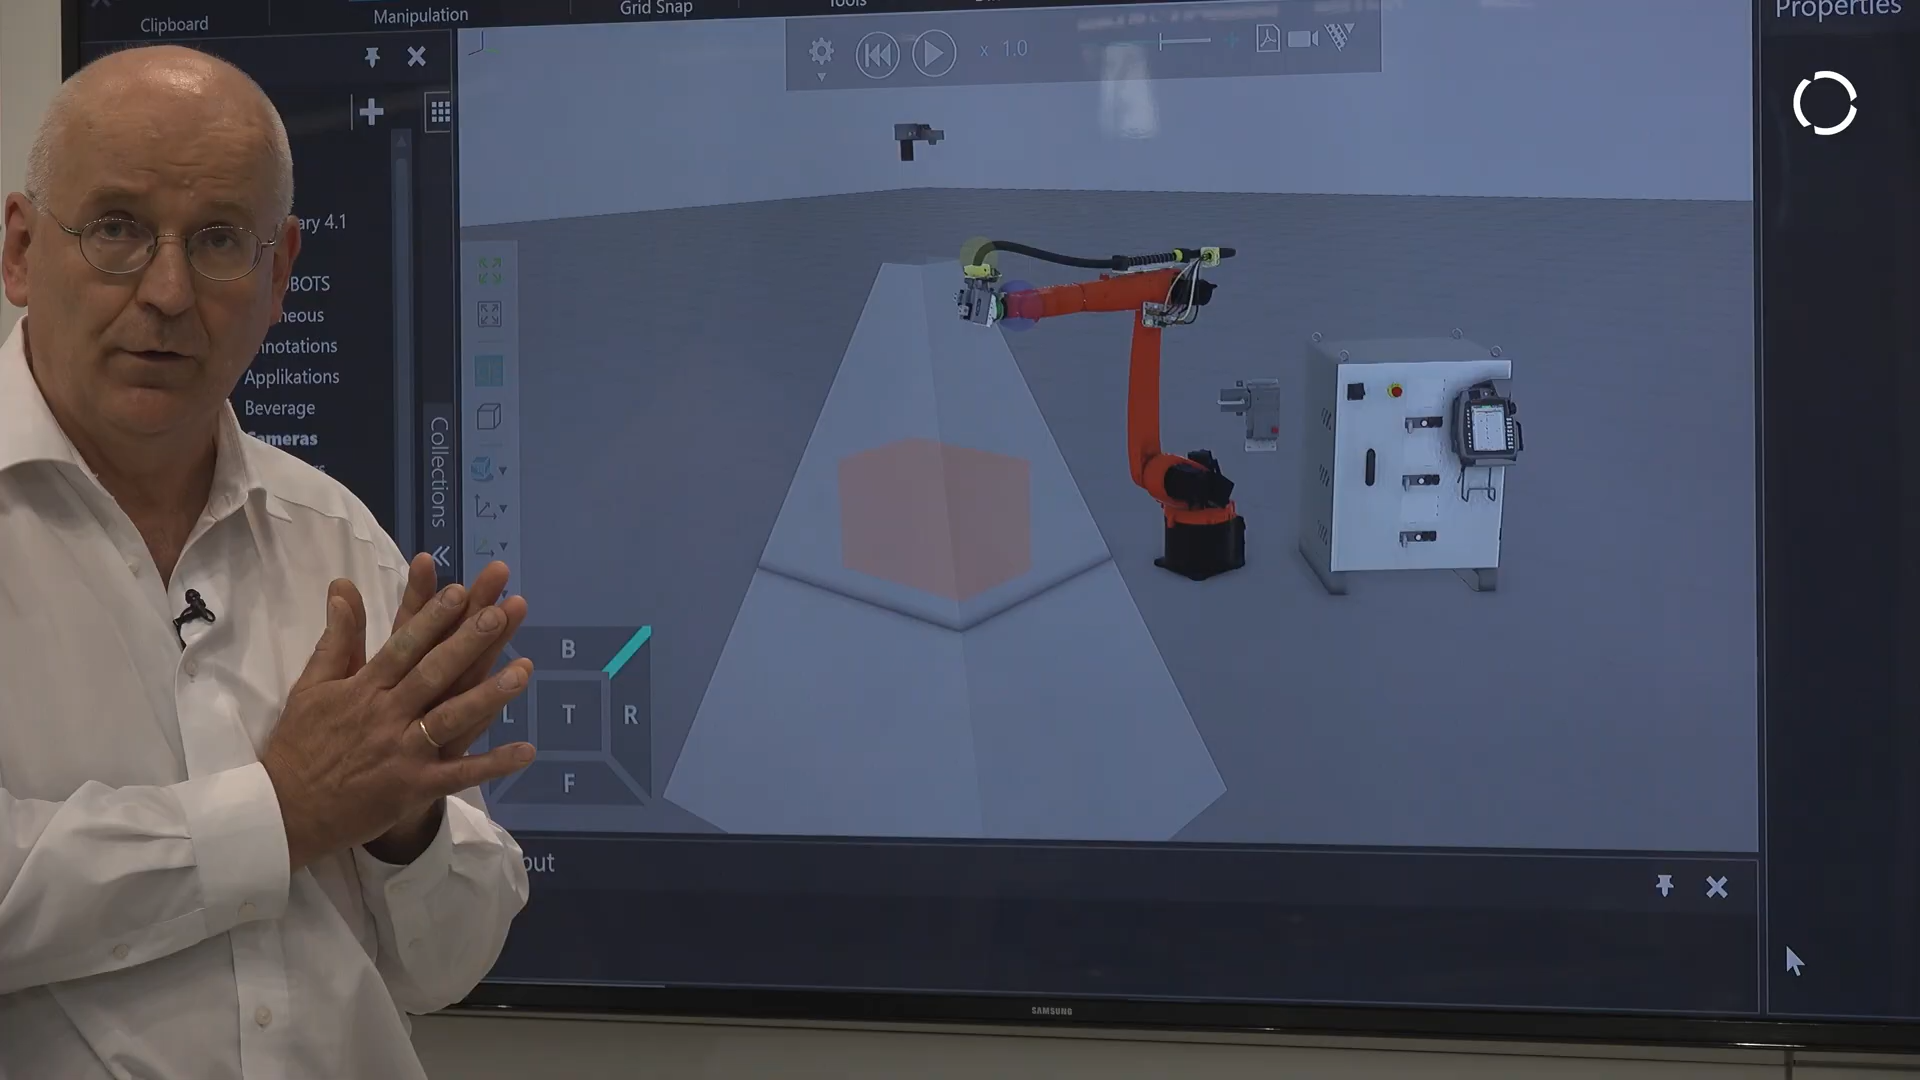 Clipboard
Manipulation
Grid Snap
Tools
Properties
x 1.0
ary 4.1
BOTS
neous
nnotations
Applikations
Beverage
Cameras
Collections
B
L
T
R
F
out
SAMSUNG